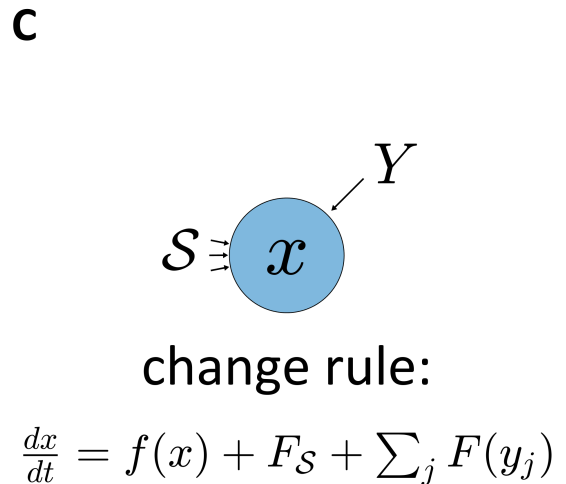 C
Y
𝒮
x
change rule:
dx/dt = f(x) + F_𝒮 + ∑_j F(y_j)